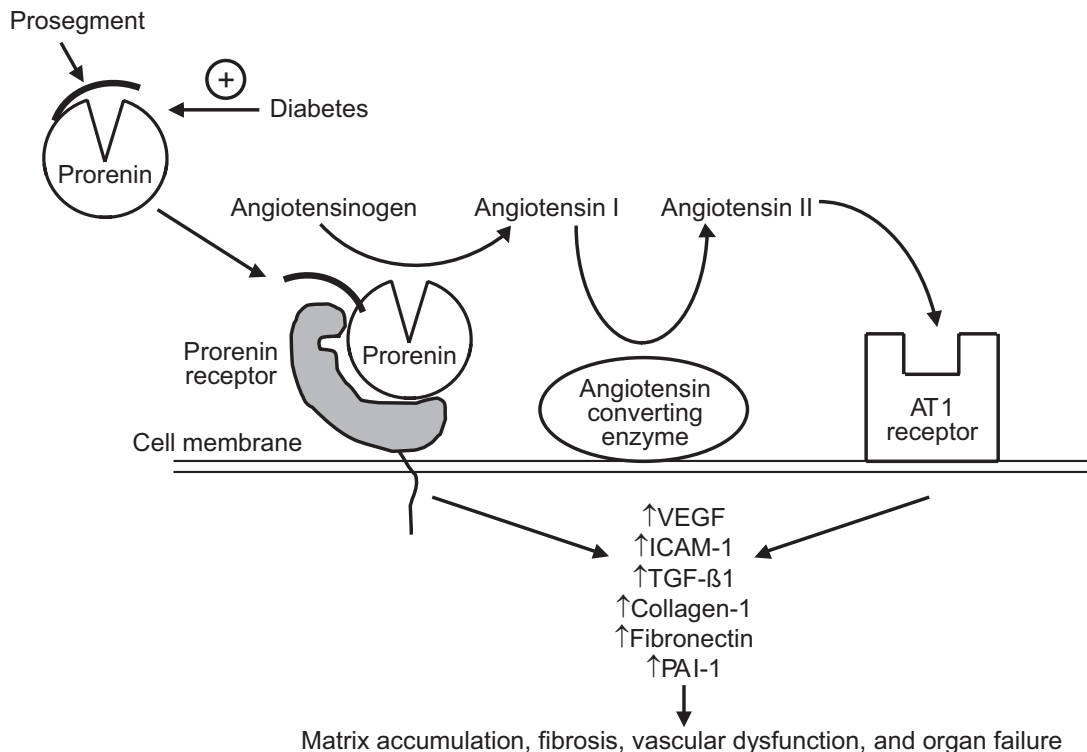 Prosegment
+
Diabetes
Prorenin
Angiotensinogen
Angiotensin I
Angiotensin II
Prorenin
receptor
Prorenin
Angiotensin
converting
enzyme
AT1
receptor
Cell membrane
↑VEGF
↑ICAM-1
↑TGF-ß1
↑Collagen-1
↑Fibronectin
↑PAI-1
Matrix accumulation, fibrosis, vascular dysfunction, and organ failure